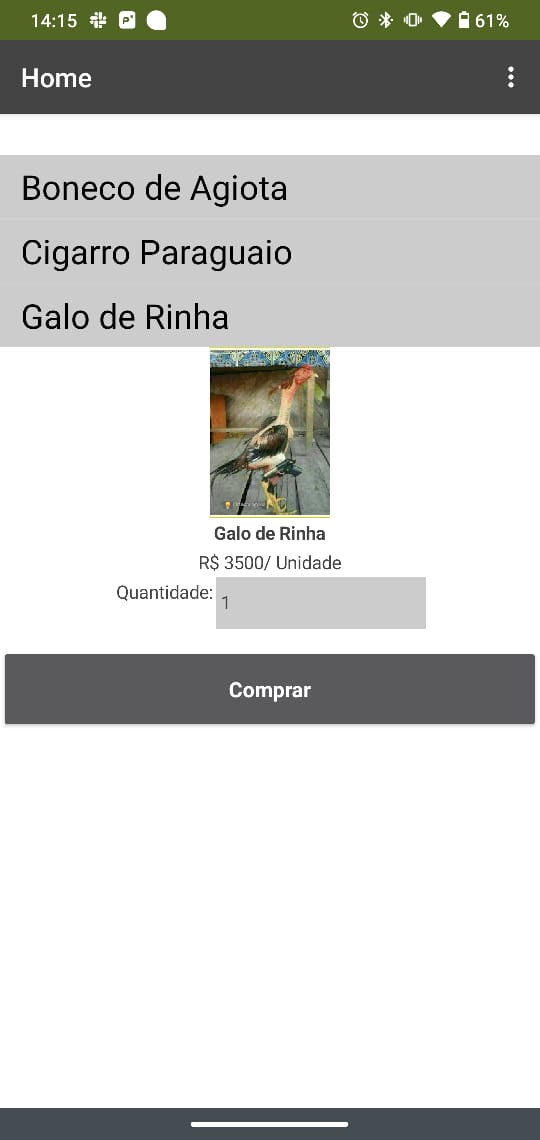 14:15
61%
Home
Boneco de Agiota
Cigarro Paraguaio
Galo de Rinha
Galo de Rinha
R$ 3500/ Unidade
Quantidade: 1
Comprar